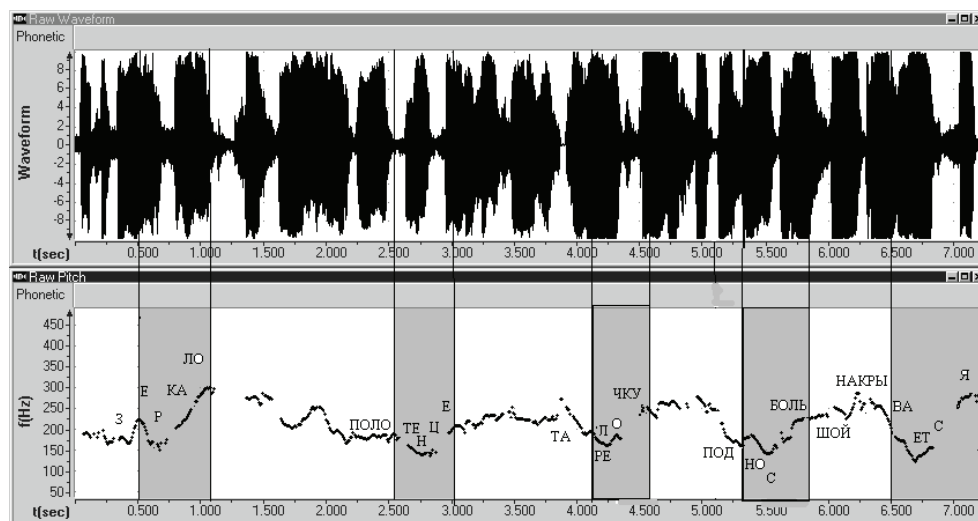 Raw Waveform
Phonetic
Waveform
8
6
4
2
0
-2
-4
-6
-8
t(sec) 0.500 1.000 1.500 2.000 2.500 3.000 3.500 4.000 4.500 5.000 5.500 6.000 6.500 7.000
Raw Pitch
Phonetic
f(Hz)
450
400
350
300
250
200
150
100
50
З Е Р КА ЛО ПОЛО ТЕ Н Ц Е ТА РЕ Л О ЧКУ ПОД НО С БОЛЬ ШОЙ НАКРЫ ВА ЕТ С Я
t(sec) 0.500 1.000 1.500 2.000 2.500 3.000 3.500 4.000 4.500 5.000 5.500 6.000 6.500 7.000